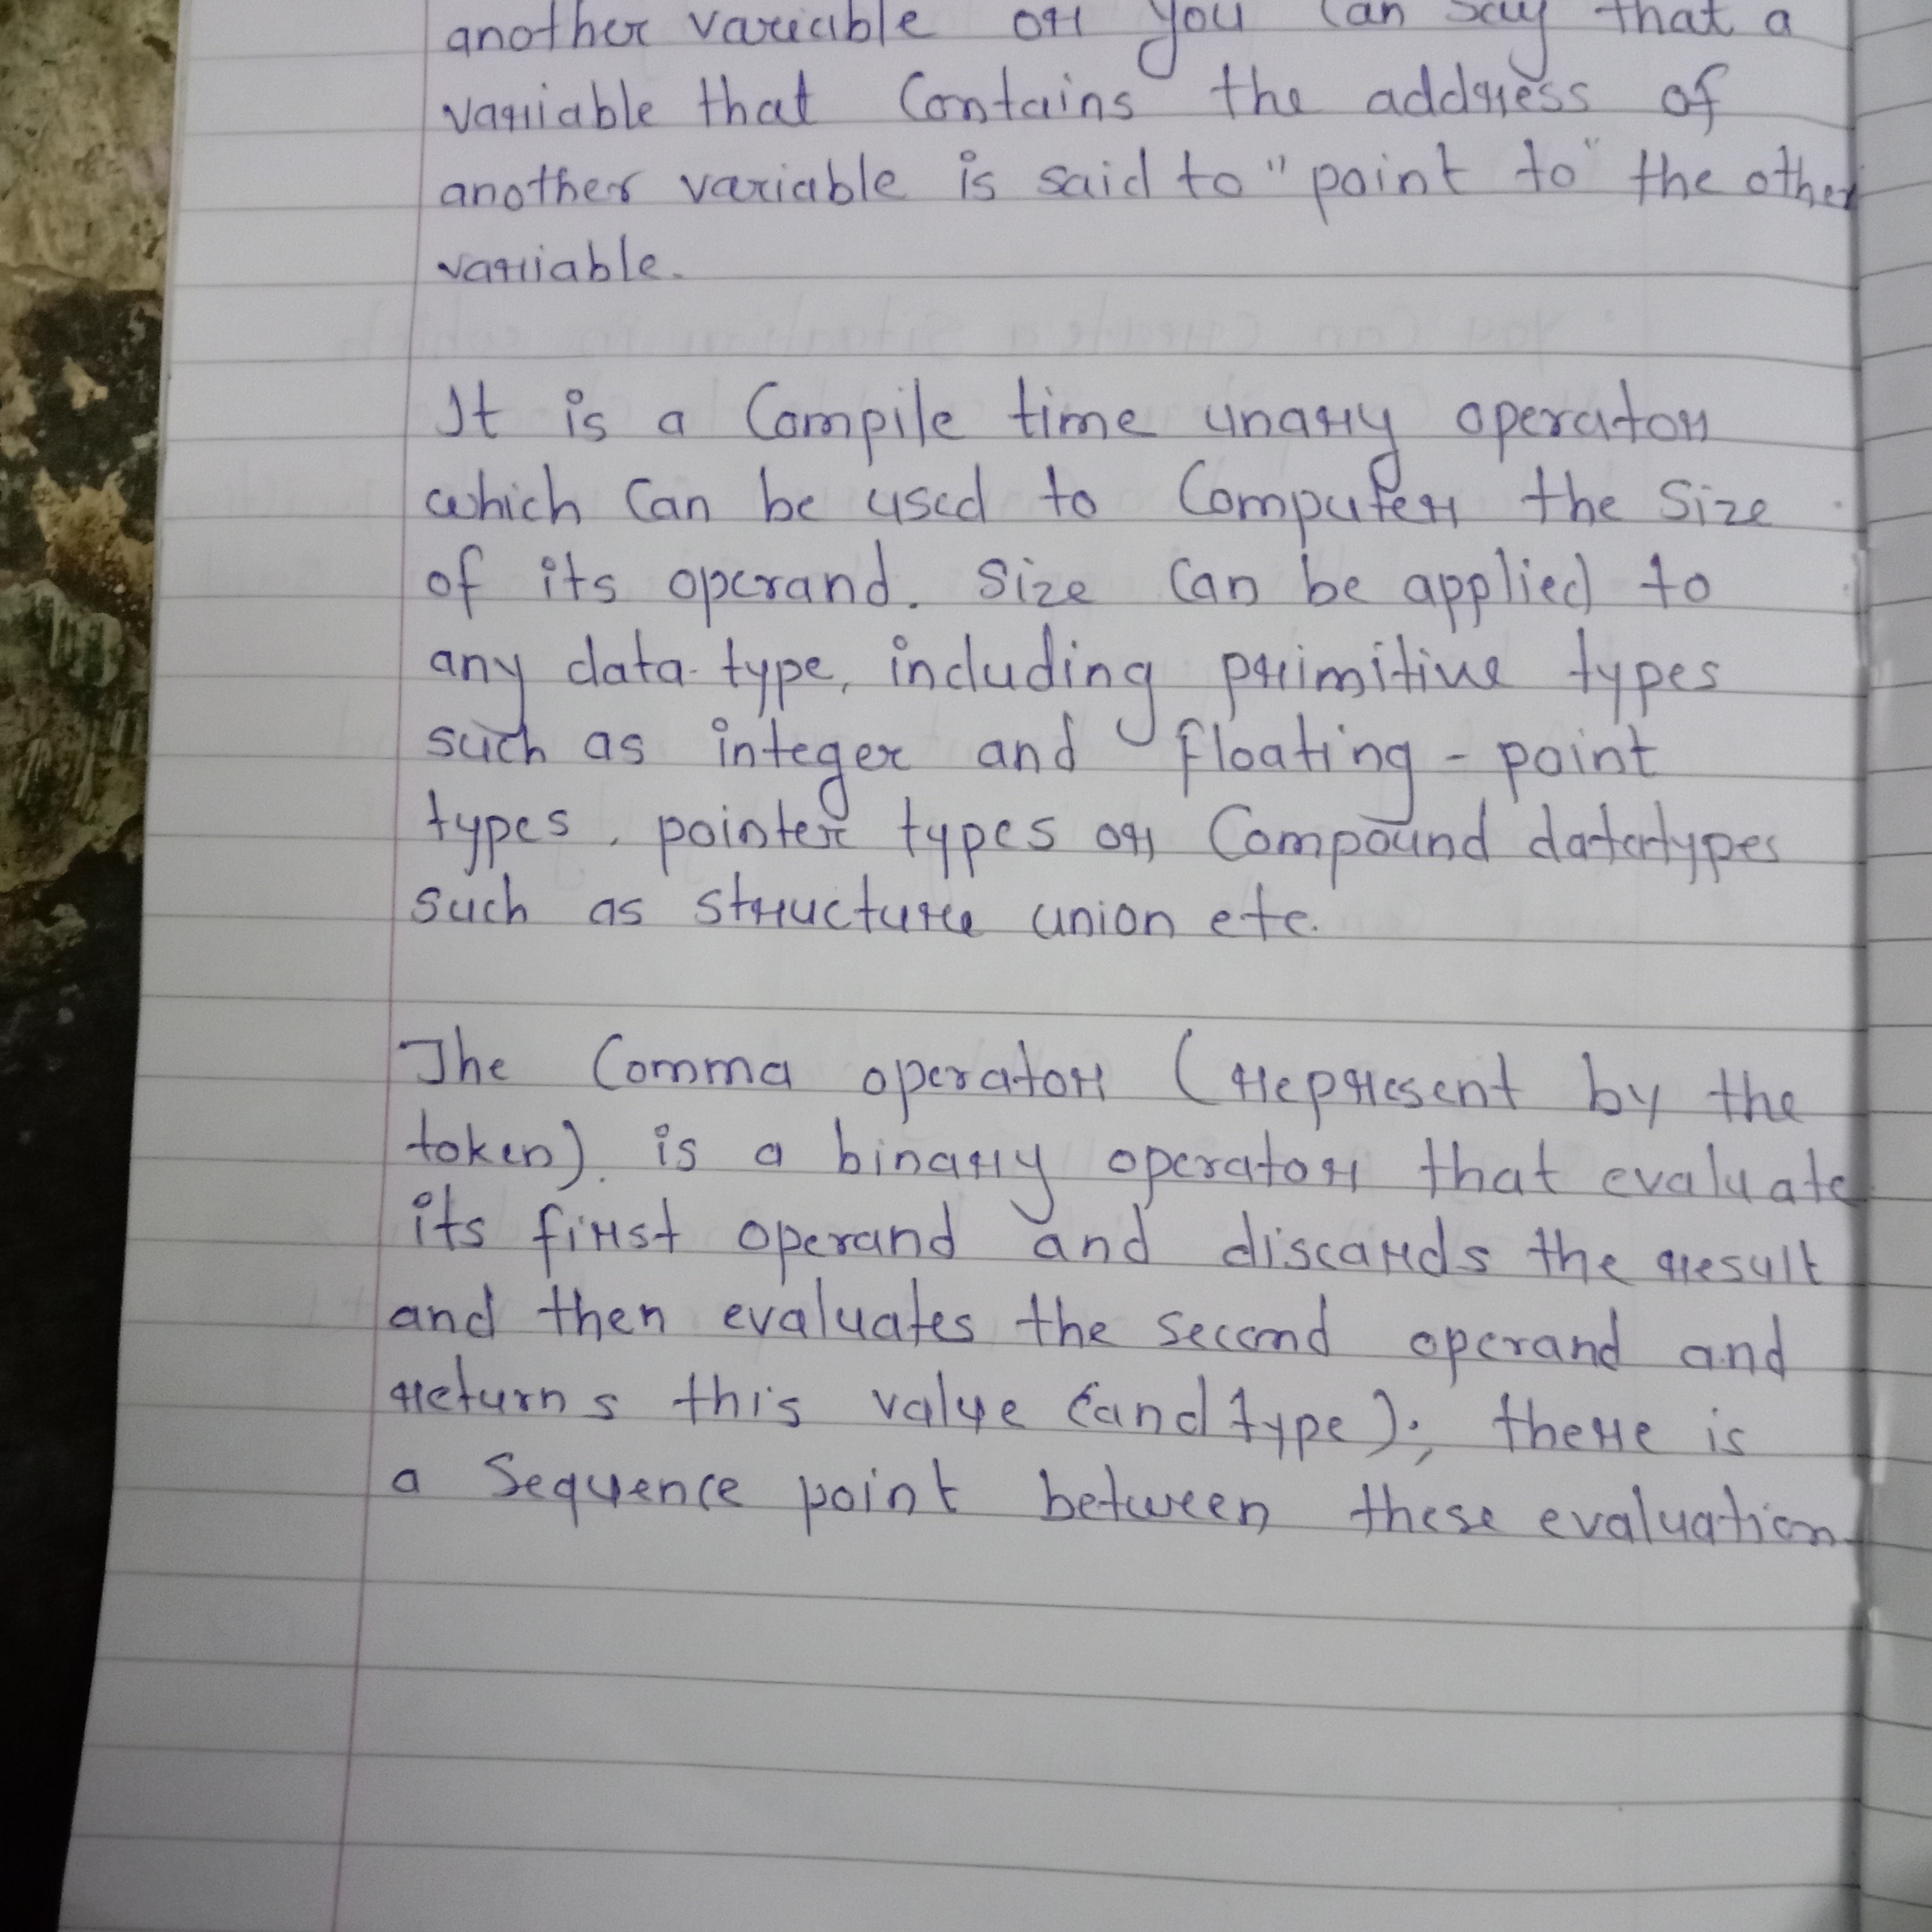 another variable or you can say that a
variable that contains the address of
another variable is said to "point to" the other
variable.
It is a Compile time unary operator
which can be used to Computer the size
of its operand. Size can be applied to
any data-type, including primitive types
such as integer and floating-point
types, pointer types or Compound datatypes
such as structure union etc.
The Comma operator (represent by the
token). is a binary operator that evaluate
its first operand and discards the result
and then evaluates the second operand and
returns this value (and type); there is
a Sequence point between these evaluation.